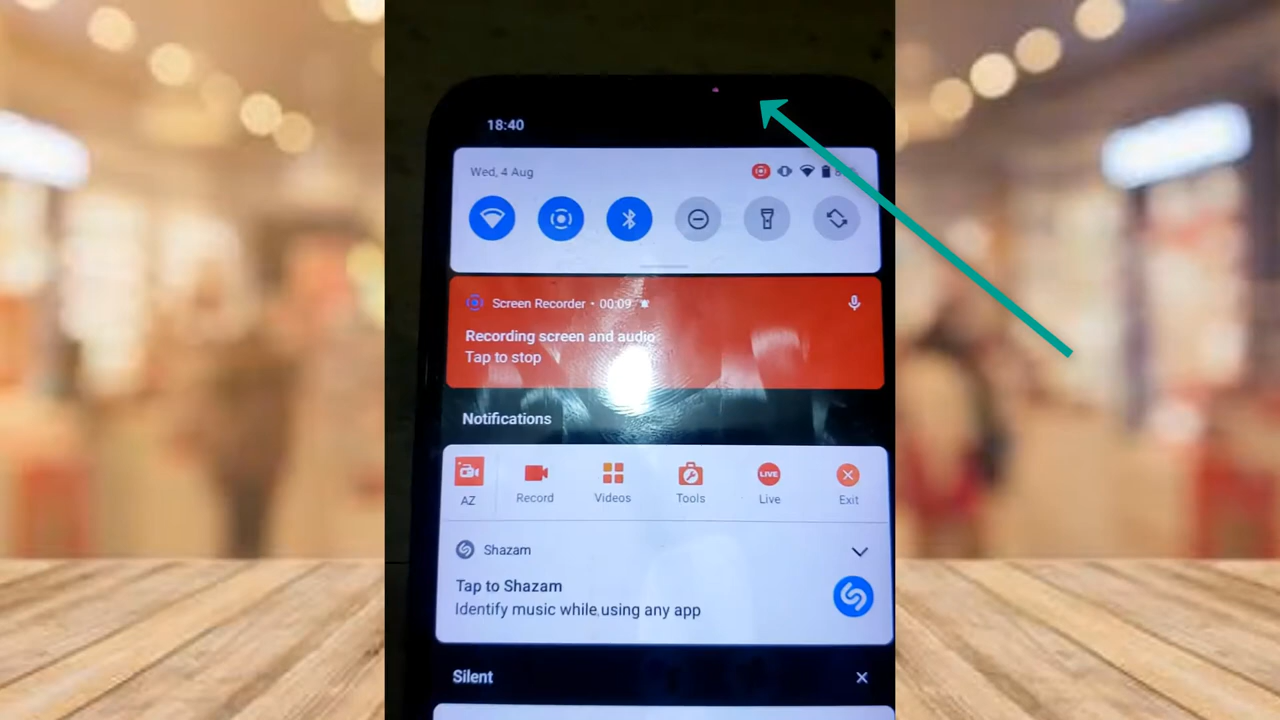 18:40
Wed, 4 Aug
Screen Recorder • 00:09
Recording screen and audio
Tap to stop
Notifications
AZ Record Videos Tools LIVE Live Exit
Shazam
Tap to Shazam
Identify music while using any app
Silent